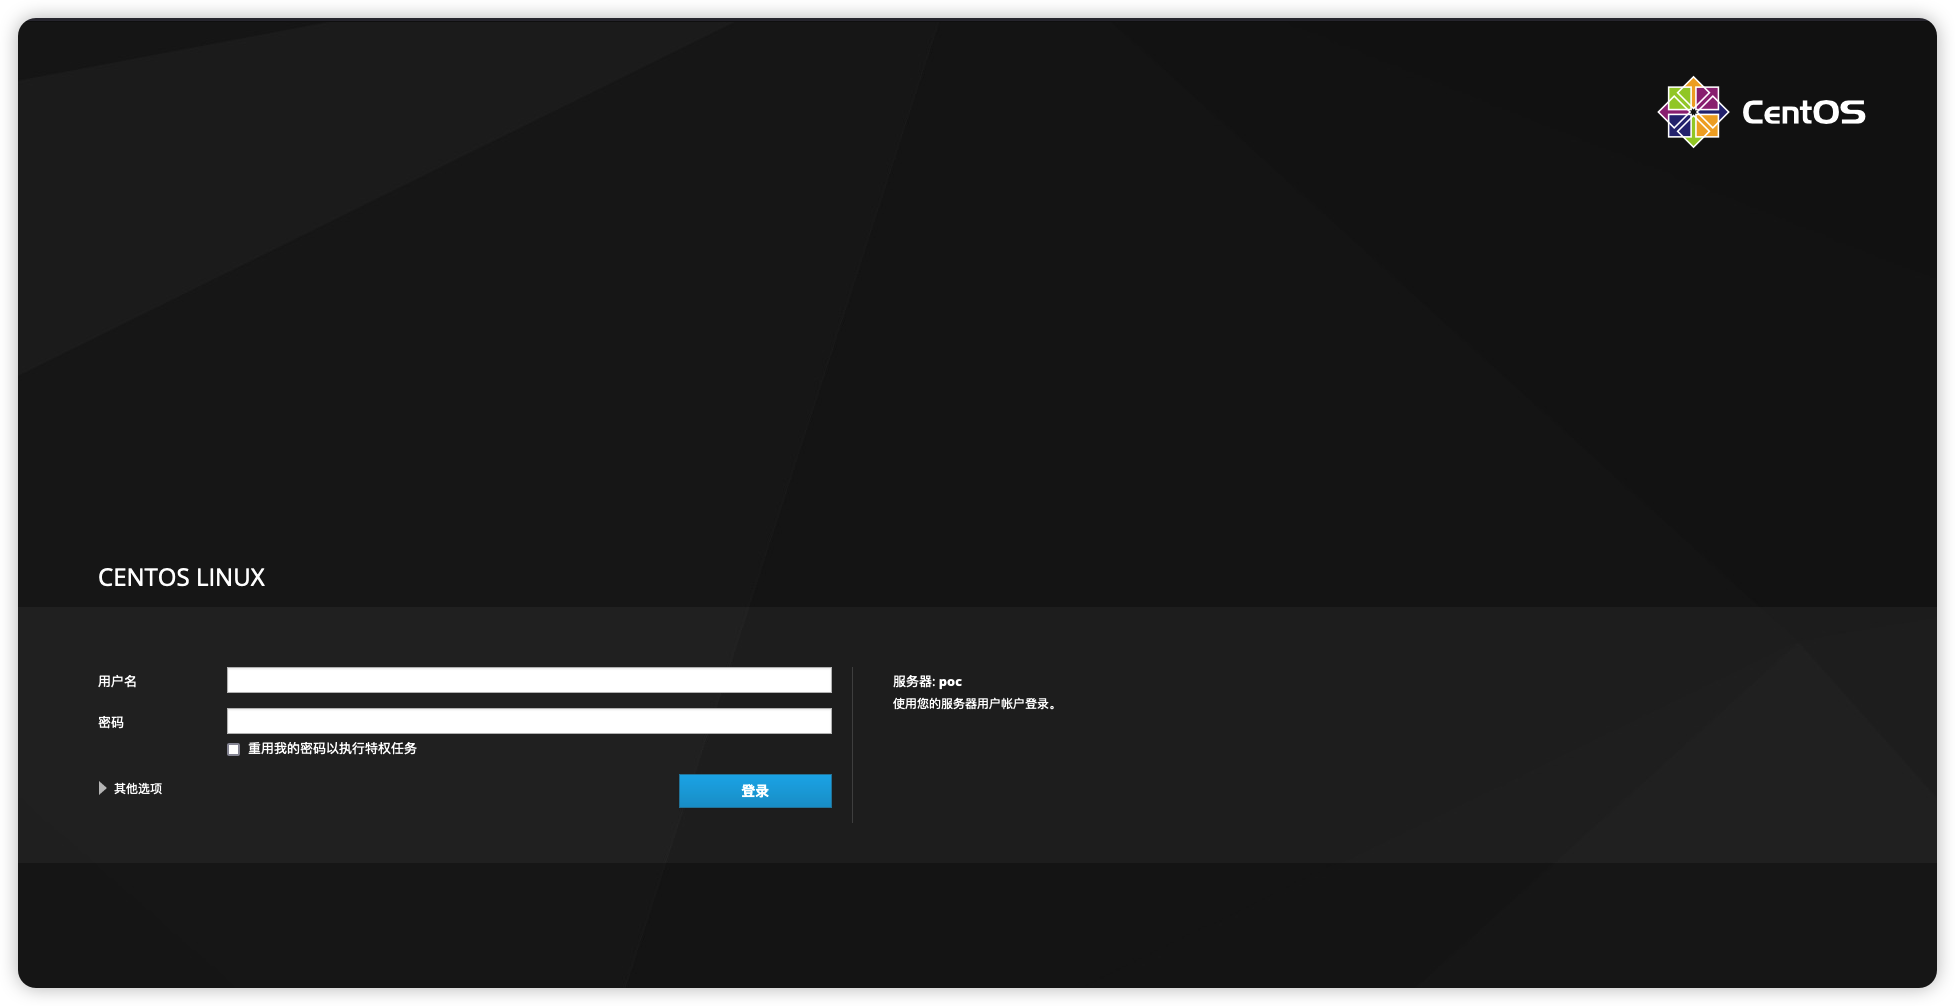 CentOS
CENTOS LINUX
用户名
密码
重用我的密码以执行特权任务
其他选项
登录
服务器: poc
使用您的服务器用户帐户登录。